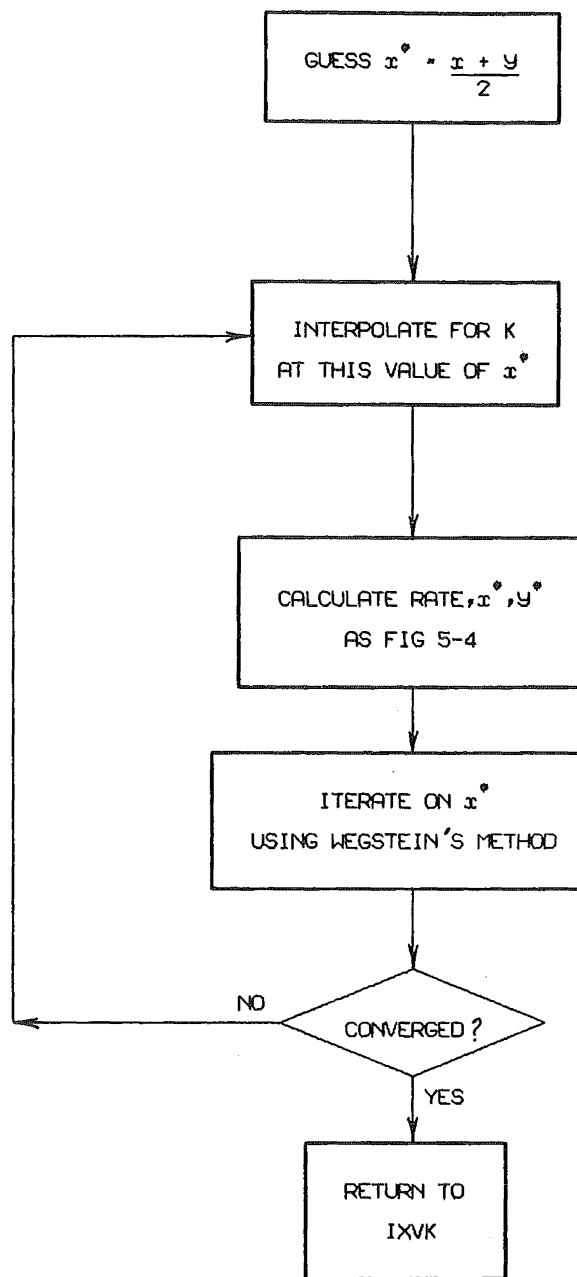 GUESS x* = x + y
2
INTERPOLATE FOR K
AT THIS VALUE OF x*
CALCULATE RATE, x*, y*
AS FIG 5-4
ITERATE ON x*
USING WEGSTEIN'S METHOD
NO
CONVERGED?
YES
RETURN TO
IXVK